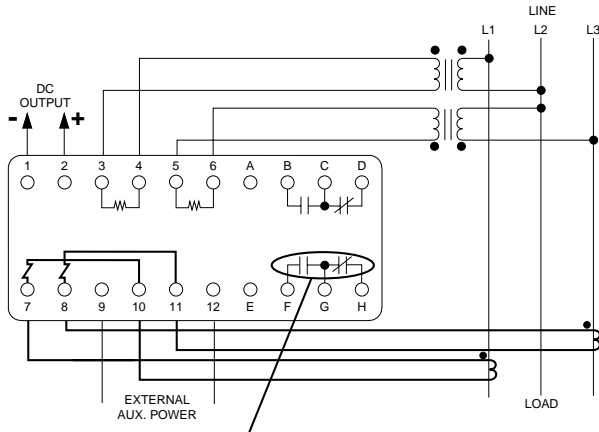 LINE
L1 L2 L3
DC
OUTPUT
- +
1 2 3 4 5 6 A B C D
7 8 9 10 11 12 E F G H
EXTERNAL
AUX. POWER
LOAD